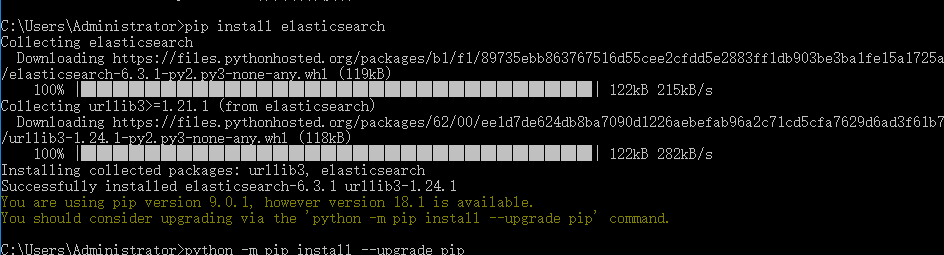 C:\Users\Administrator>pip install elasticsearch
Collecting elasticsearch
  Downloading https://files.pythonhosted.org/packages/b1/f1/89735ebb863767516d55cee2cfdd5e2883ff1db903be3ba1fe15a1725a
/elasticsearch-6.3.1-py2.py3-none-any.whl (119kB)
    100% |████████████████████████████████| 122kB 215kB/s
Collecting urllib3>=1.21.1 (from elasticsearch)
  Downloading https://files.pythonhosted.org/packages/62/00/ee1d7de624db8ba7090d1226aebefab96a2c71cd5cfa7629d6ad3f61b7
/urllib3-1.24.1-py2.py3-none-any.whl (118kB)
    100% |████████████████████████████████| 122kB 282kB/s
Installing collected packages: urllib3, elasticsearch
Successfully installed elasticsearch-6.3.1 urllib3-1.24.1
You are using pip version 9.0.1, however version 18.1 is available.
You should consider upgrading via the 'python -m pip install --upgrade pip' command.
C:\Users\Administrator>python -m pip install --upgrade pip